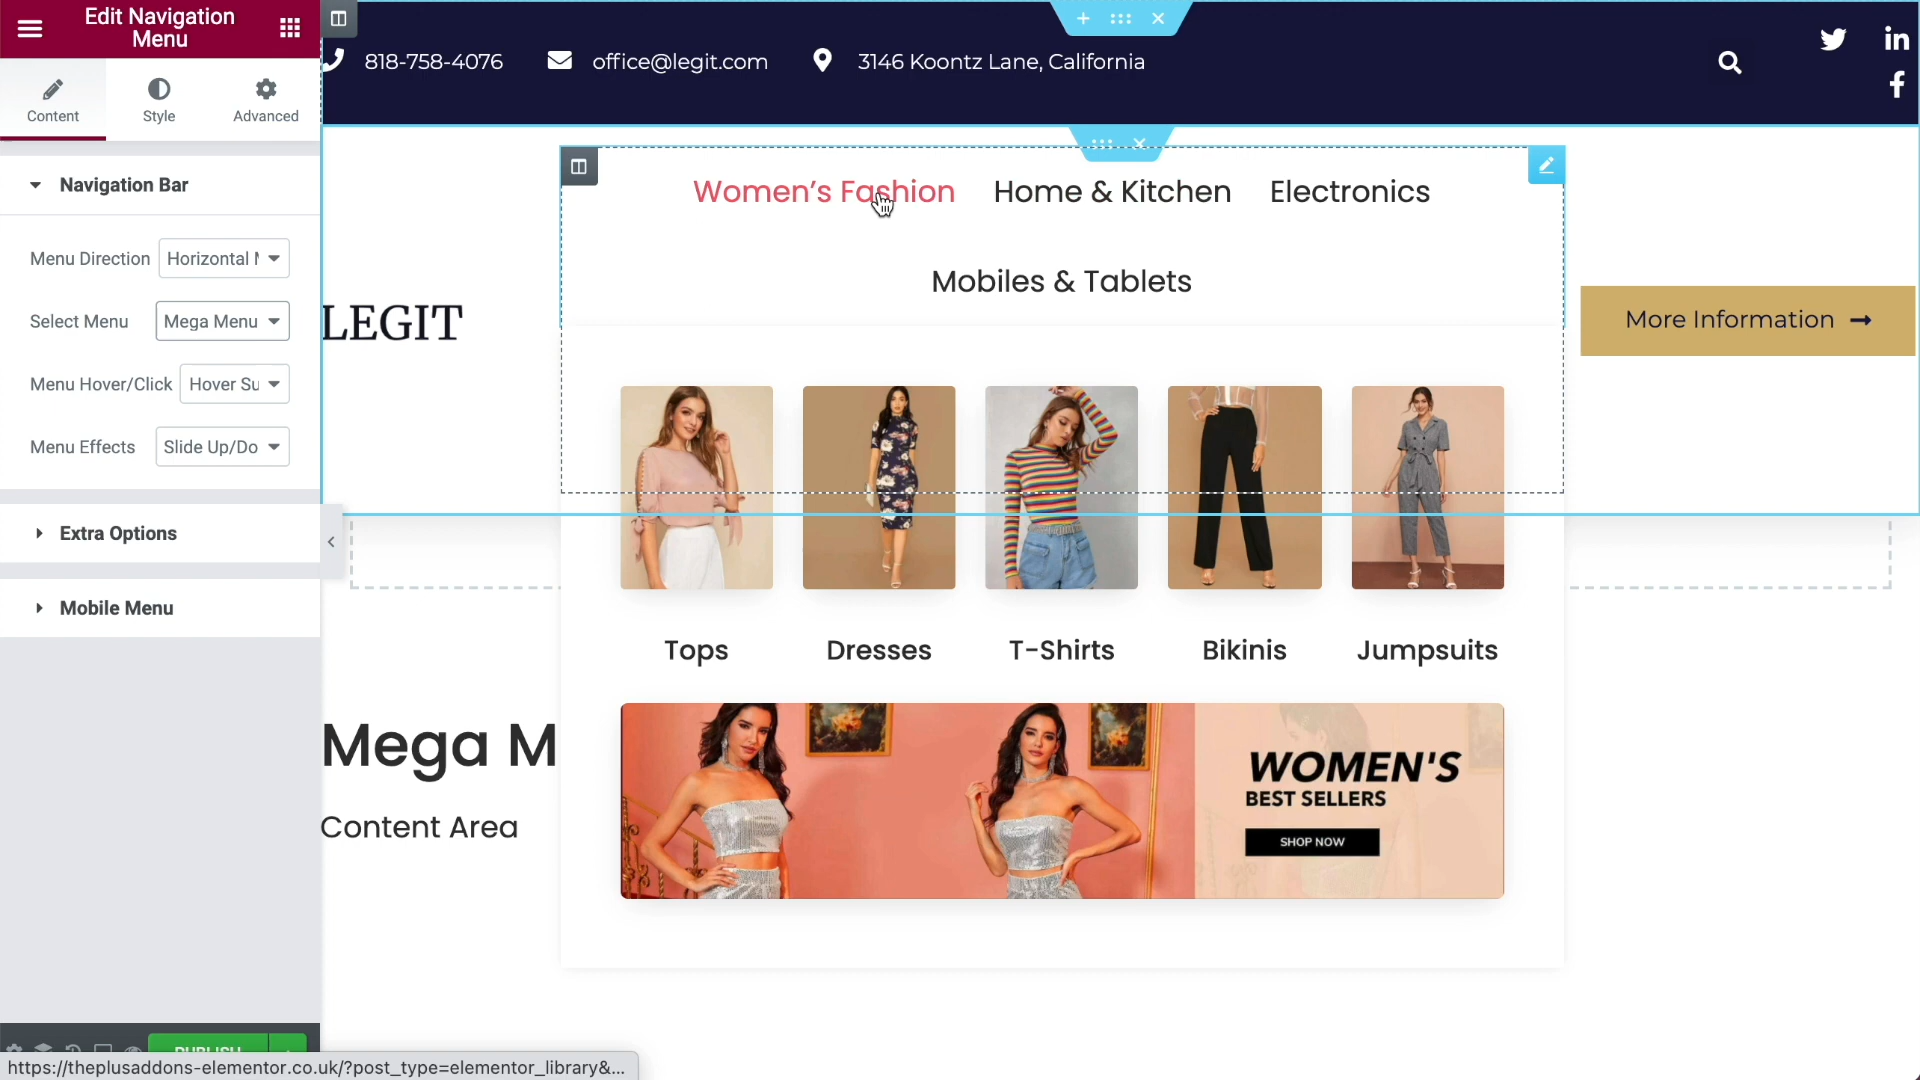 Edit Navigation
Menu
Content
Style
Advanced
Navigation Bar
Menu Direction
Horizontal
Select Menu
Mega Menu
Menu Hover/Click
Hover Su
Menu Effects
Slide Up/Do
Extra Options
Mobile Menu
PUBLISH
https://theplusaddons-elementor.co.uk/?post_type=elementor_library&...
818-758-4076
office@legit.com
3146 Koontz Lane, California
Women’s Fashion
Home & Kitchen
Electronics
Mobiles & Tablets
LEGIT
More Information
Tops
Dresses
T-Shirts
Bikinis
Jumpsuits
Mega M
Content Area
WOMEN'S
BEST SELLERS
SHOP NOW